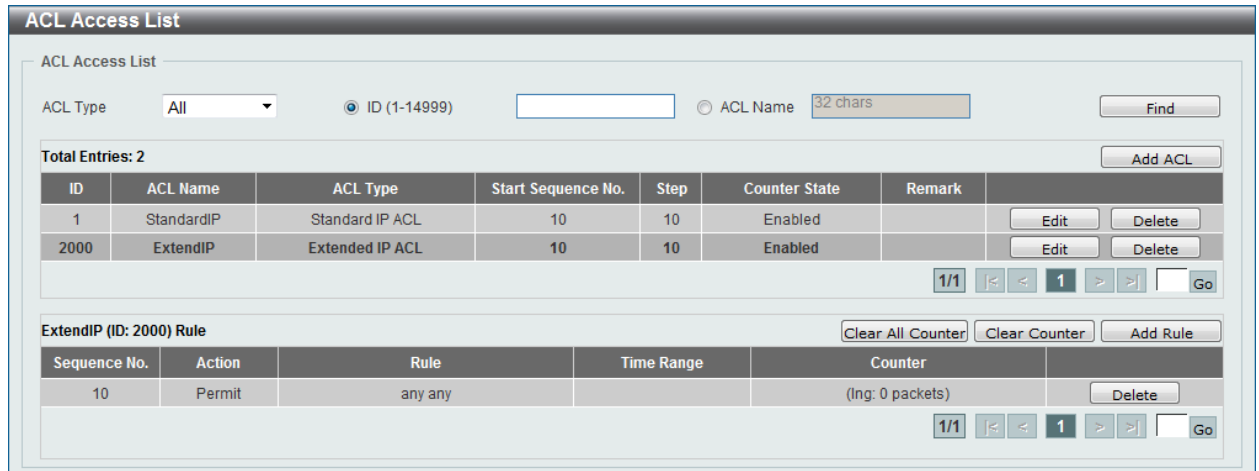 ACL Access List
ACL Access List
ACL Type All ID (1-14999) ACL Name 32 chars Find
Total Entries: 2 Add ACL
ID ACL Name ACL Type Start Sequence No. Step Counter State Remark
1 StandardIP Standard IP ACL 10 10 Enabled Edit Delete
2000 ExtendIP Extended IP ACL 10 10 Enabled Edit Delete
1/1 |< < 1 > >| Go
ExtendIP (ID: 2000) Rule Clear All Counter Clear Counter Add Rule
Sequence No. Action Rule Time Range Counter
10 Permit any any (Ing: 0 packets) Delete
1/1 |< < 1 > >| Go